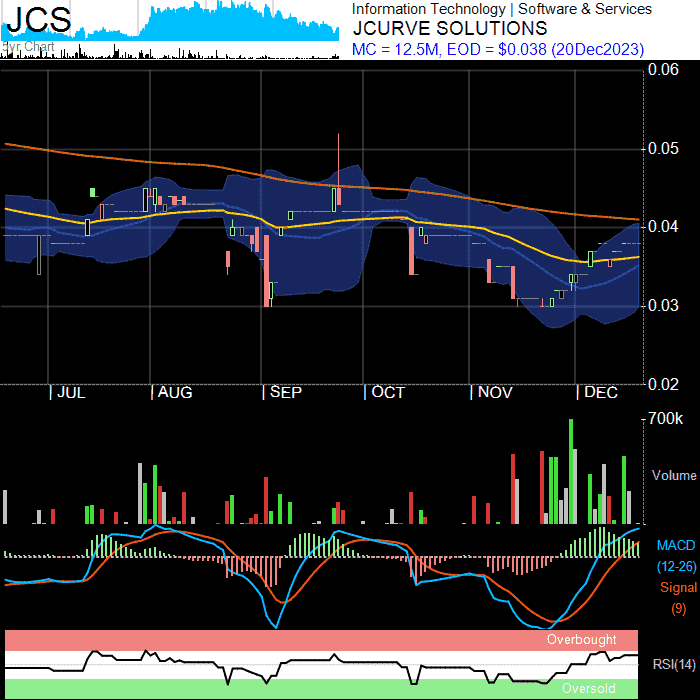 JCS
5yr Chart
Information Technology | Software & Services
JCURVE SOLUTIONS
MC = 12.5M, EOD = $0.038 (20Dec2023)
0.06
0.05
0.04
0.03
0.02
| JUL | AUG | SEP | OCT | NOV | DEC
700k
Volume
MACD
(12-26)
Signal
(9)
Overbought
RSI(14)
Oversold